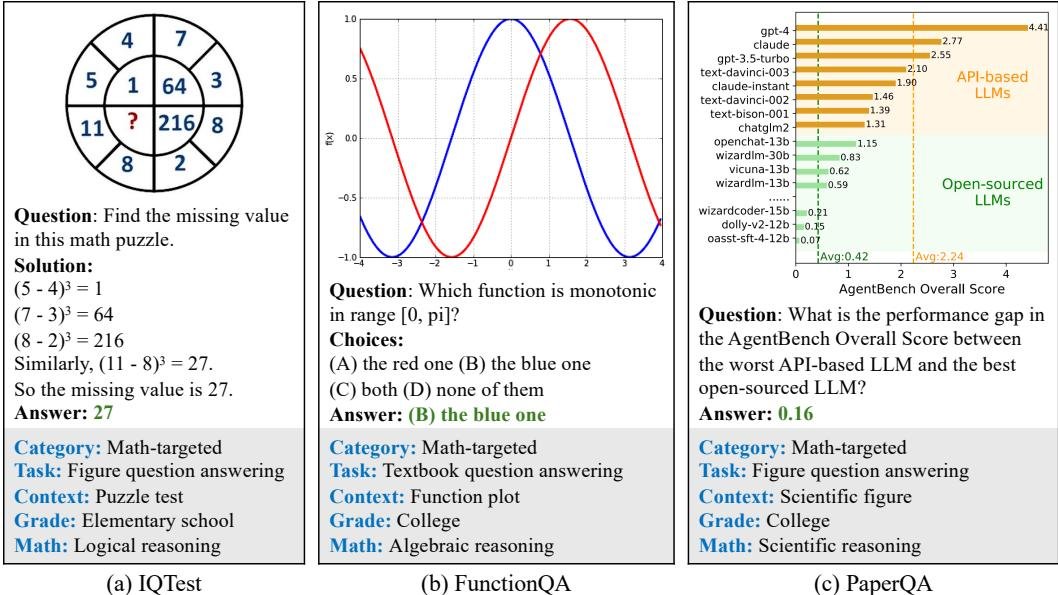 4 7
5 1 64 3
11 ? 216 8
8 2
Question: Find the missing value
in this math puzzle.
Solution:
(5 - 4)³ = 1
(7 - 3)³ = 64
(8 - 2)³ = 216
Similarly, (11 - 8)³ = 27.
So the missing value is 27.
Answer: 27
Category: Math-targeted
Task: Figure question answering
Context: Puzzle test
Grade: Elementary school
Math: Logical reasoning
(a) IQTest
1.0
0.5
0.0
−0.5
−1.0
f(x)
−4 −3 −2 −1 0 1 2 3 4
Question: Which function is monotonic
in range [0, pi]?
Choices:
(A) the red one (B) the blue one
(C) both (D) none of them
Answer: (B) the blue one
Category: Math-targeted
Task: Textbook question answering
Context: Function plot
Grade: College
Math: Algebraic reasoning
(b) FunctionQA
gpt-4 4.41
claude 2.77
gpt-3.5-turbo 2.55
text-davinci-003 2.10
claude-instant 1.90
text-davinci-002 1.46
text-bison-001 1.39
chatglm2 1.31
API-based
LLMs
openchat-13b 1.15
wizardlm-30b 0.83
vicuna-13b 0.62
wizardlm-13b 0.59
......
wizardcoder-15b 0.21
dolly-v2-12b 0.15
oasst-sft-4-12b 0.07
Open-sourced
LLMs
Avg:0.42 Avg:2.24
0 1 2 3 4
AgentBench Overall Score
Question: What is the performance gap in
the AgentBench Overall Score between
the worst API-based LLM and the best
open-sourced LLM?
Answer: 0.16
Category: Math-targeted
Task: Figure question answering
Context: Scientific figure
Grade: College
Math: Scientific reasoning
(c) PaperQA